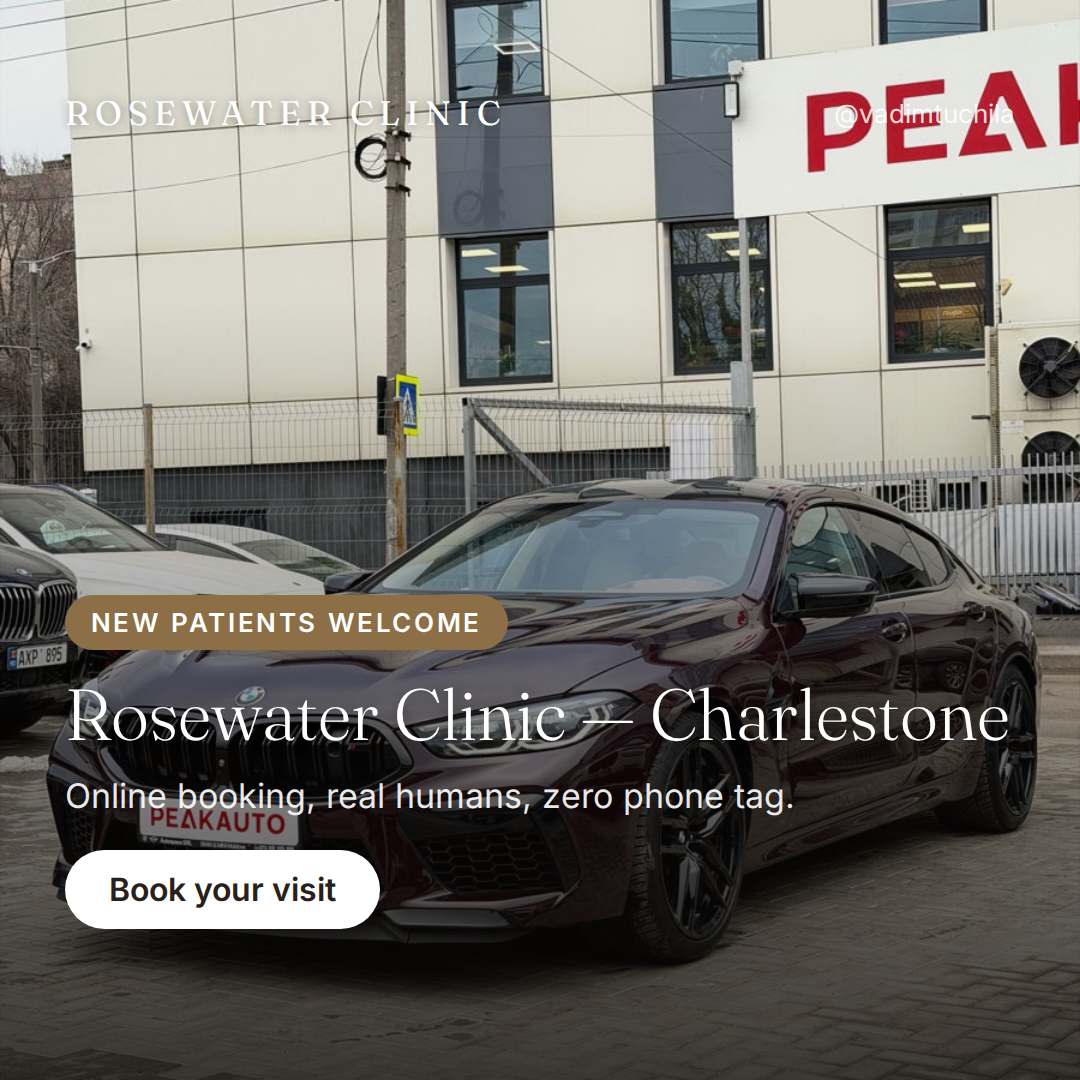 ROSEWATER CLINIC
@vadimtuchila
PEAK
AXP 895
NEW PATIENTS WELCOME
Rosewater Clinic — Charlestone
Online booking, real humans, zero phone tag.
PEAKAUTO
Book your visit